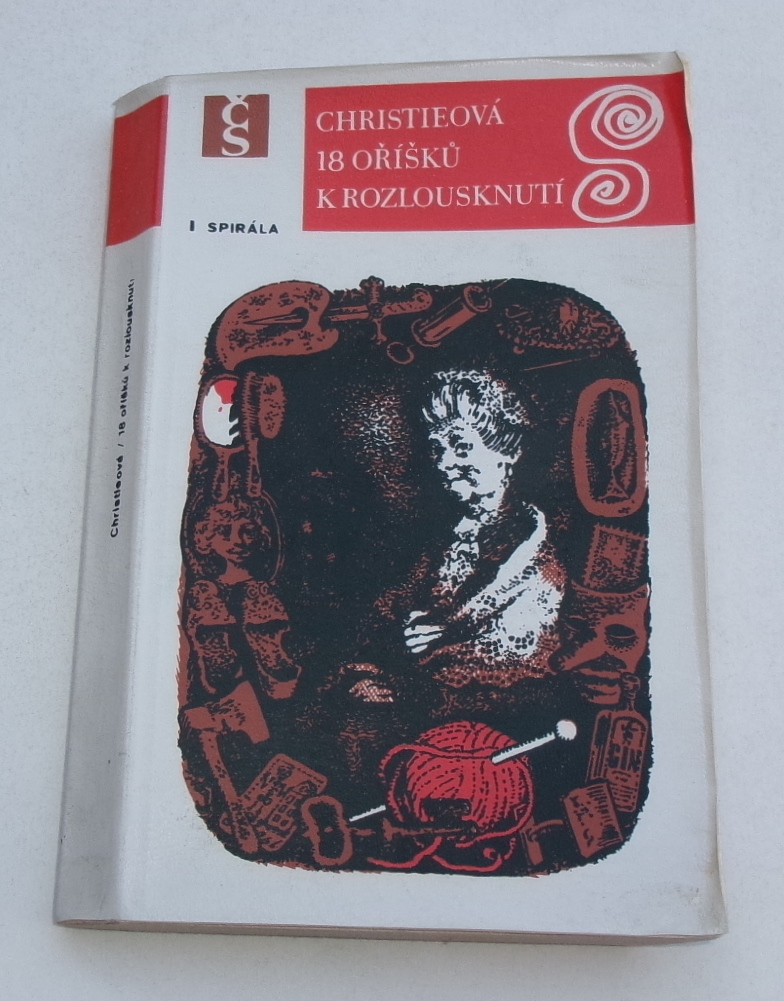 ČS
CHRISTIEOVÁ
18 OŘÍŠKŮ
K ROZLOUSKNUTÍ
I SPIRÁLA
Christieová / 18 oříšků k rozlousknutí
GIN